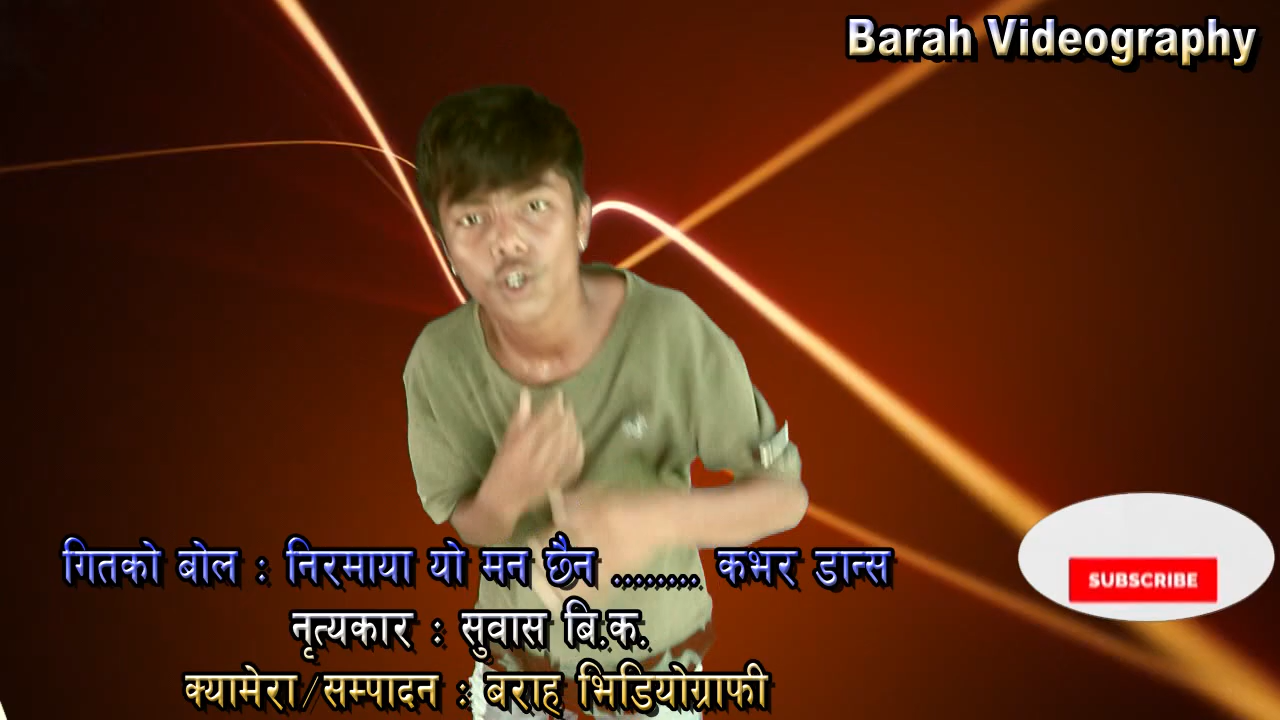 Barah Videography
SUBSCRIBE
गितको बोल : निरमाया यो मन छैन ........ कभर डान्स
नृत्यकार : सुवास बि.क.
क्यामेरा/सम्पादन : बराह भिडियोग्राफी